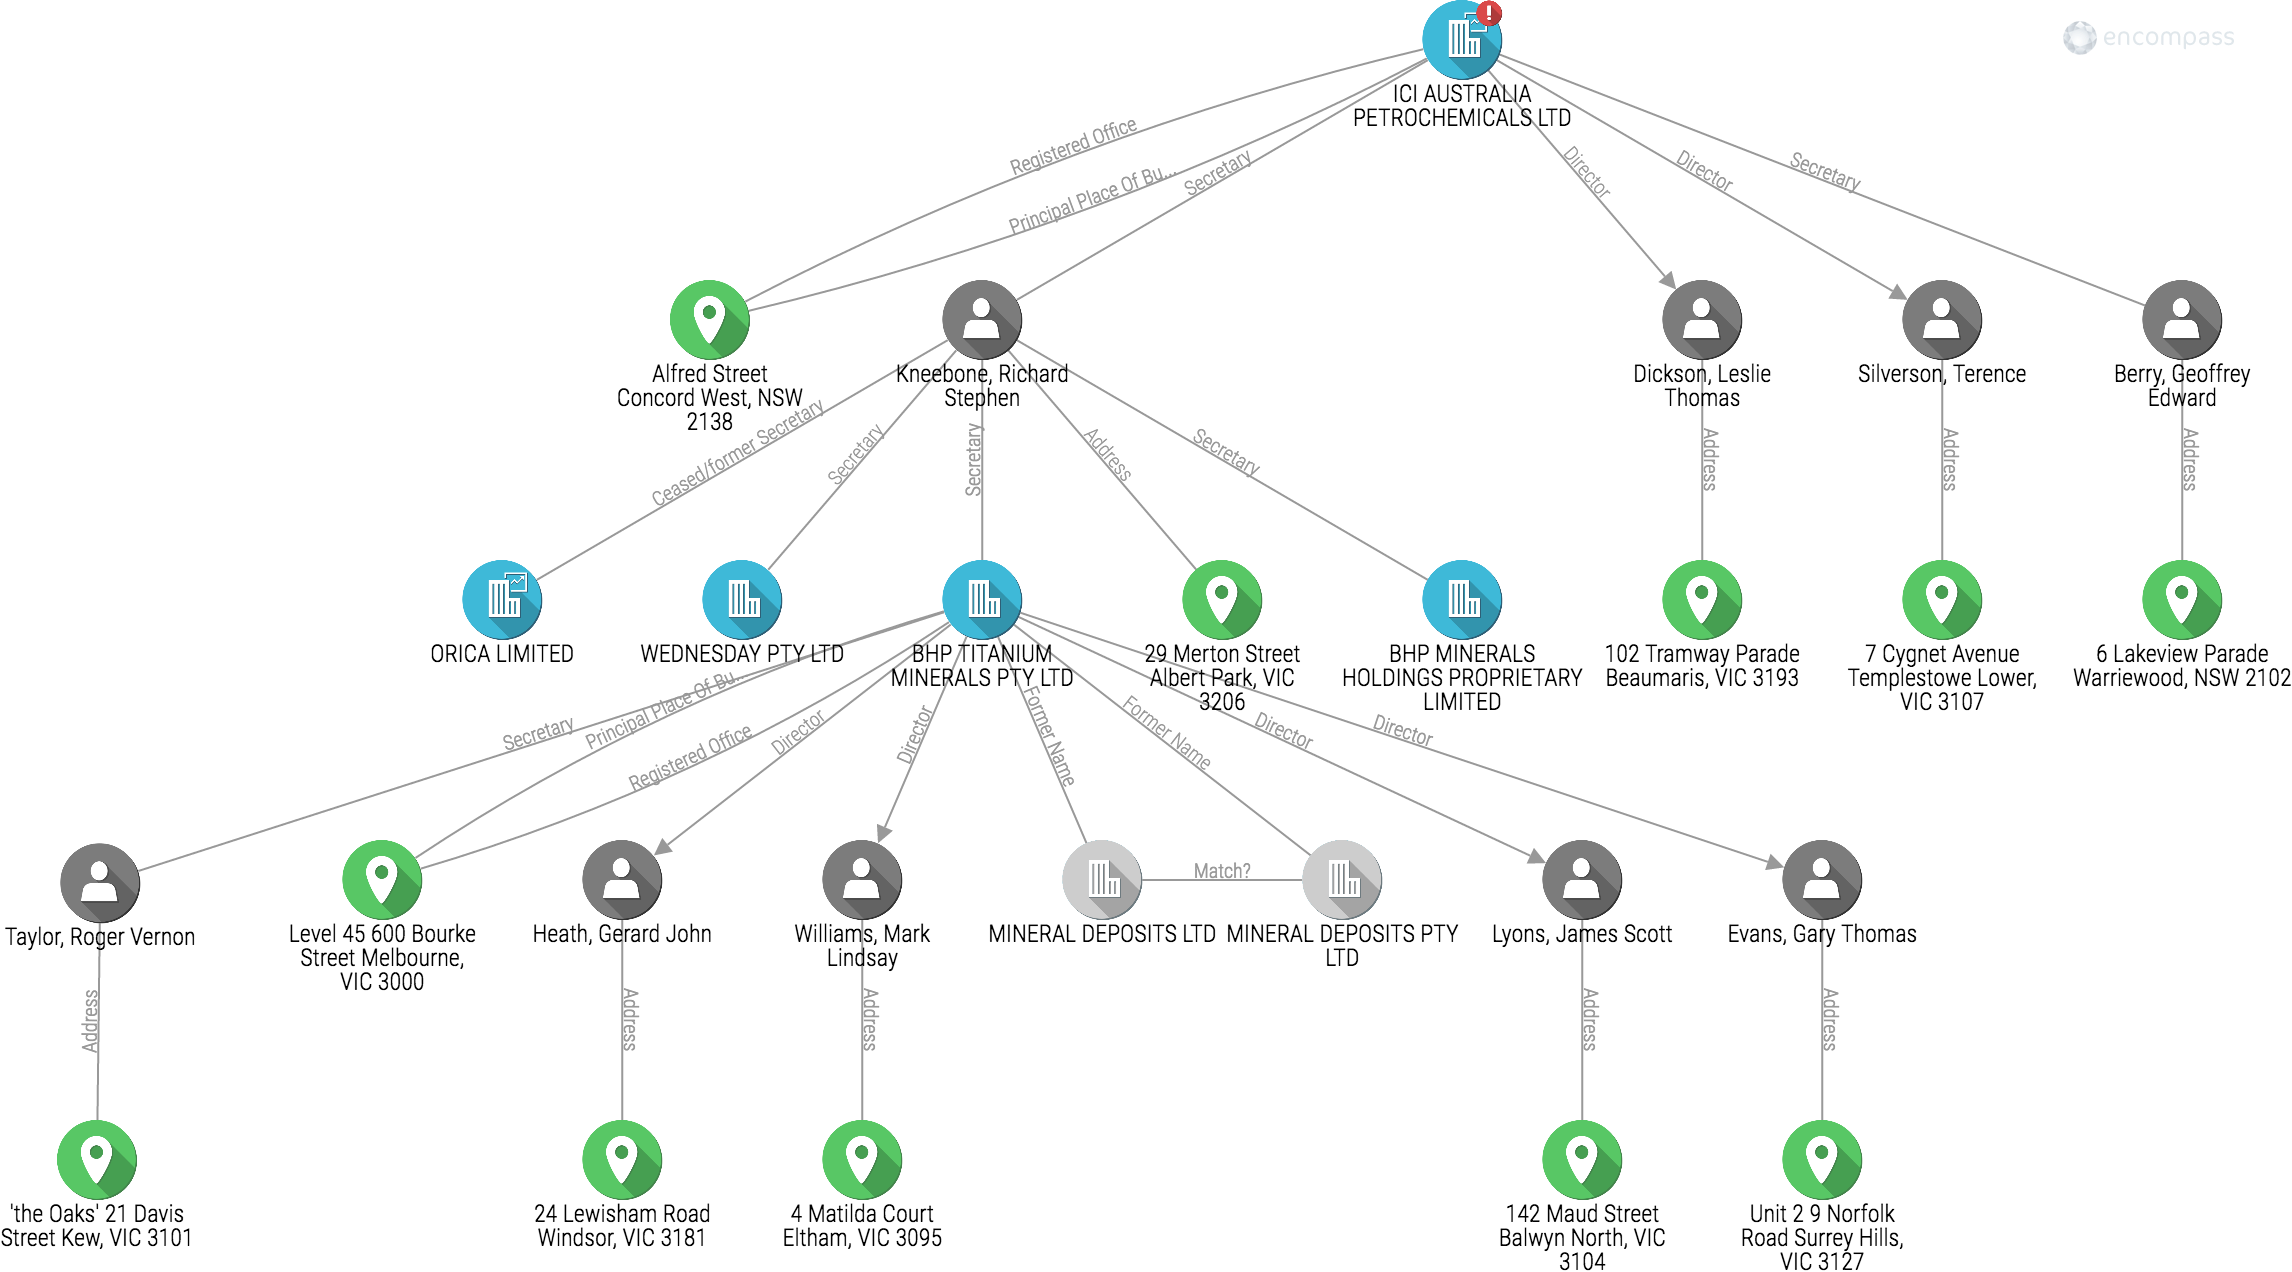 encompass
ICI AUSTRALIA
PETROCHEMICALS LTD
Registered Office
Principal Place Of Bu...
Secretary
Director
Director
Secretary
Alfred Street
Concord West, NSW
2138
Kneebone, Richard
Stephen
Dickson, Leslie
Thomas
Silverson, Terence
Berry, Geoffrey
Edward
Ceased/former Secretary
Secretary
Secretary
Address
Secretary
Address
Address
Address
ORICA LIMITED
WEDNESDAY PTY LTD
BHP TITANIUM
MINERALS PTY LTD
29 Merton Street
Albert Park, VIC
3206
BHP MINERALS
HOLDINGS PROPRIETARY
LIMITED
102 Tramway Parade
Beaumaris, VIC 3193
7 Cygnet Avenue
Templestowe Lower,
VIC 3107
6 Lakeview Parade
Warriewood, NSW 2102
Secretary
Principal Place Of Bu...
Registered Office
Director
Director
Former Name
Former Name
Director
Director
Match?
Taylor, Roger Vernon
Level 45 600 Bourke
Street Melbourne,
VIC 3000
Heath, Gerard John
Williams, Mark
Lindsay
MINERAL DEPOSITS LTD
MINERAL DEPOSITS PTY
LTD
Lyons, James Scott
Evans, Gary Thomas
Address
Address
Address
Address
Address
'the Oaks' 21 Davis
Street Kew, VIC 3101
24 Lewisham Road
Windsor, VIC 3181
4 Matilda Court
Eltham, VIC 3095
142 Maud Street
Balwyn North, VIC
3104
Unit 2 9 Norfolk
Road Surrey Hills,
VIC 3127